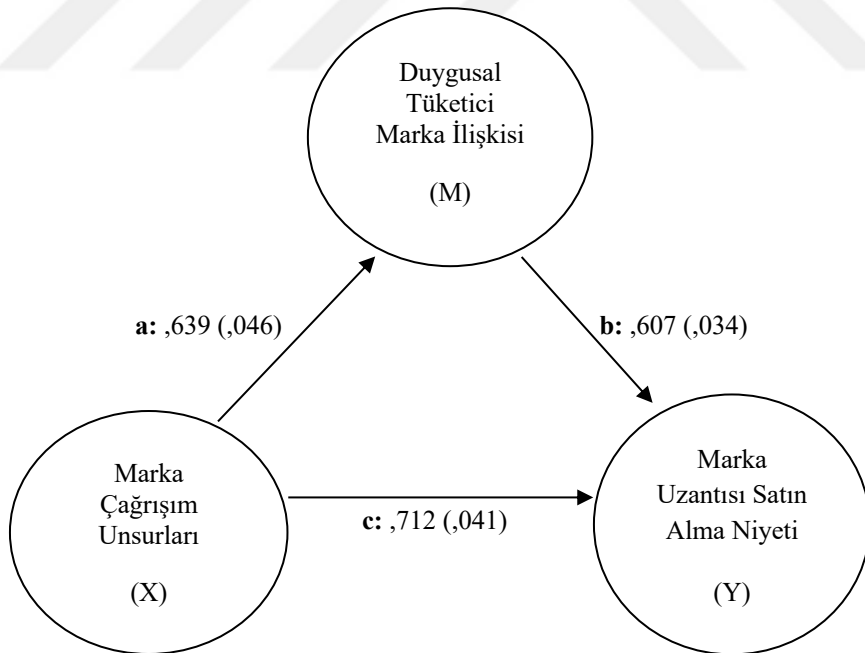 Duygusal
Tüketici
Marka İlişkisi
(M)
a: ,639 (,046)
b: ,607 (,034)
Marka
Çağrışım
Unsurları
(X)
c: ,712 (,041)
Marka
Uzantısı Satın
Alma Niyeti
(Y)